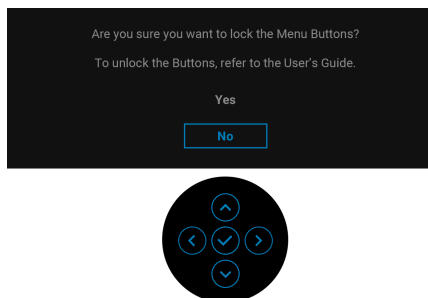 Are you sure you want to lock the Menu Buttons?
To unlock the Buttons, refer to the User's Guide.
Yes
No